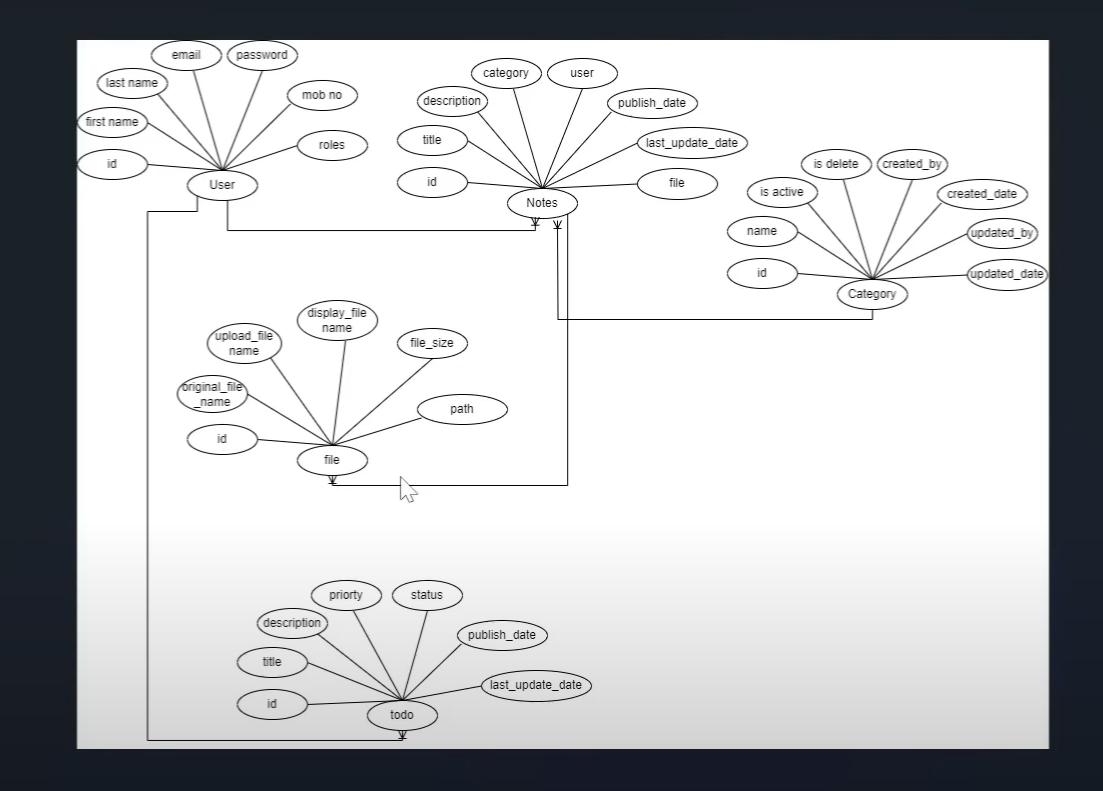 email
password
last name
mob no
first name
roles
id
User
category
user
description
publish_date
title
last_update_date
id
file
Notes
is delete
created_by
is active
created_date
name
updated_by
id
updated_date
Category
display_file
name
upload_file
name
file_size
original_file
_name
path
id
file
priorty
status
description
publish_date
title
last_update_date
id
todo